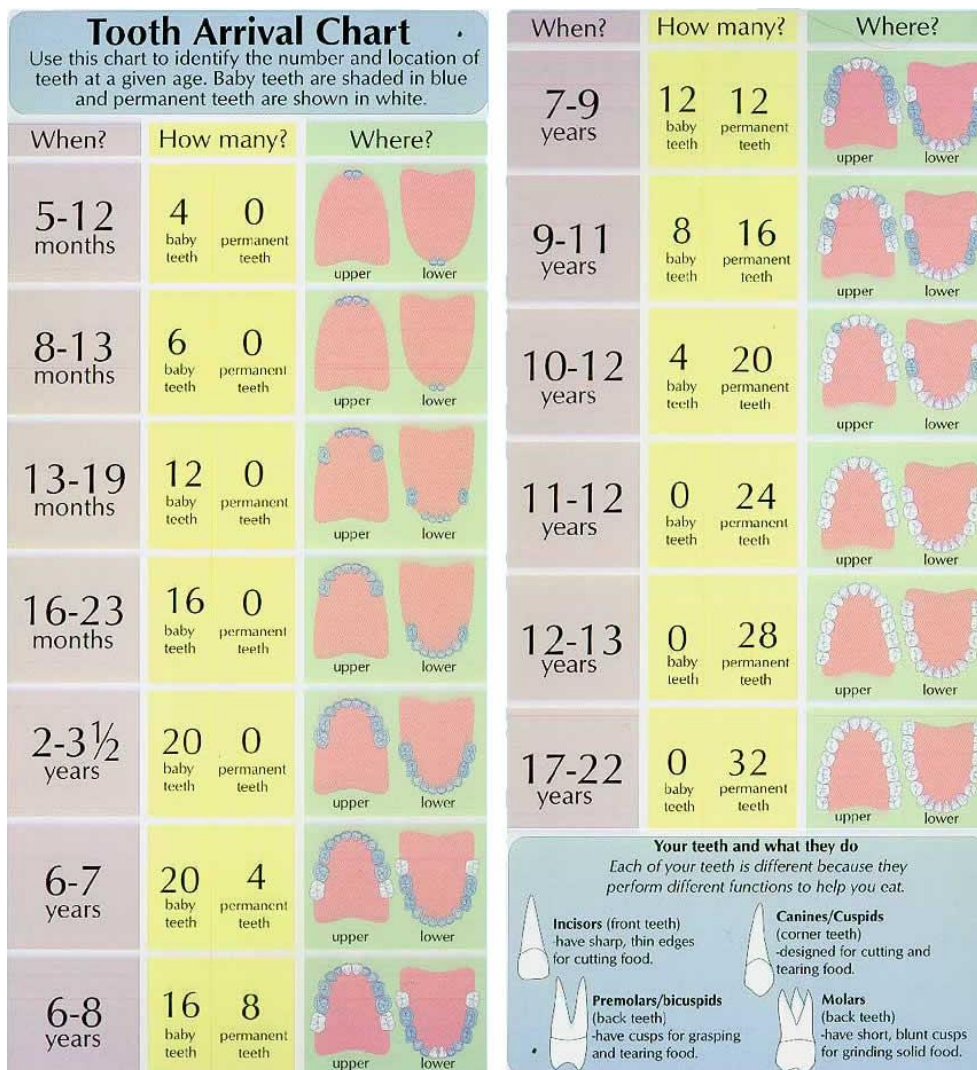 Tooth Arrival Chart
Use this chart to identify the number and location of
teeth at a given age. Baby teeth are shaded in blue
and permanent teeth are shown in white.
When? How many? Where?
5-12
months
4 0
baby permanent
teeth teeth
upper lower
8-13
months
6 0
baby permanent
teeth teeth
upper lower
13-19
months
12 0
baby permanent
teeth teeth
upper lower
16-23
months
16 0
baby permanent
teeth teeth
upper lower
2-3½
years
20 0
baby permanent
teeth teeth
upper lower
6-7
years
20 4
baby permanent
teeth teeth
upper lower
6-8
years
16 8
baby permanent
teeth teeth
upper lower
When? How many? Where?
7-9
years
12 12
baby permanent
teeth teeth
upper lower
9-11
years
8 16
baby permanent
teeth teeth
upper lower
10-12
years
4 20
baby permanent
teeth teeth
upper lower
11-12
years
0 24
baby permanent
teeth teeth
upper lower
12-13
years
0 28
baby permanent
teeth teeth
upper lower
17-22
years
0 32
baby permanent
teeth teeth
upper lower
Your teeth and what they do
Each of your teeth is different because they
perform different functions to help you eat.
Incisors (front teeth)
-have sharp, thin edges
for cutting food.
Canines/Cuspids
(corner teeth)
-designed for cutting and
tearing food.
Premolars/bicuspids
(back teeth)
-have cusps for grasping
and tearing food.
Molars
(back teeth)
-have short, blunt cusps
for grinding solid food.